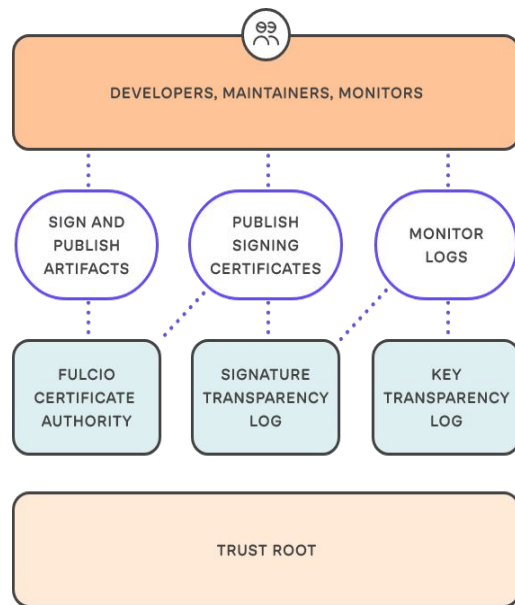 DEVELOPERS, MAINTAINERS, MONITORS
SIGN AND
PUBLISH
ARTIFACTS
PUBLISH
SIGNING
CERTIFICATES
MONITOR
LOGS
FULCIO
CERTIFICATE
AUTHORITY
SIGNATURE
TRANSPARENCY
LOG
KEY
TRANSPARENCY
LOG
TRUST ROOT